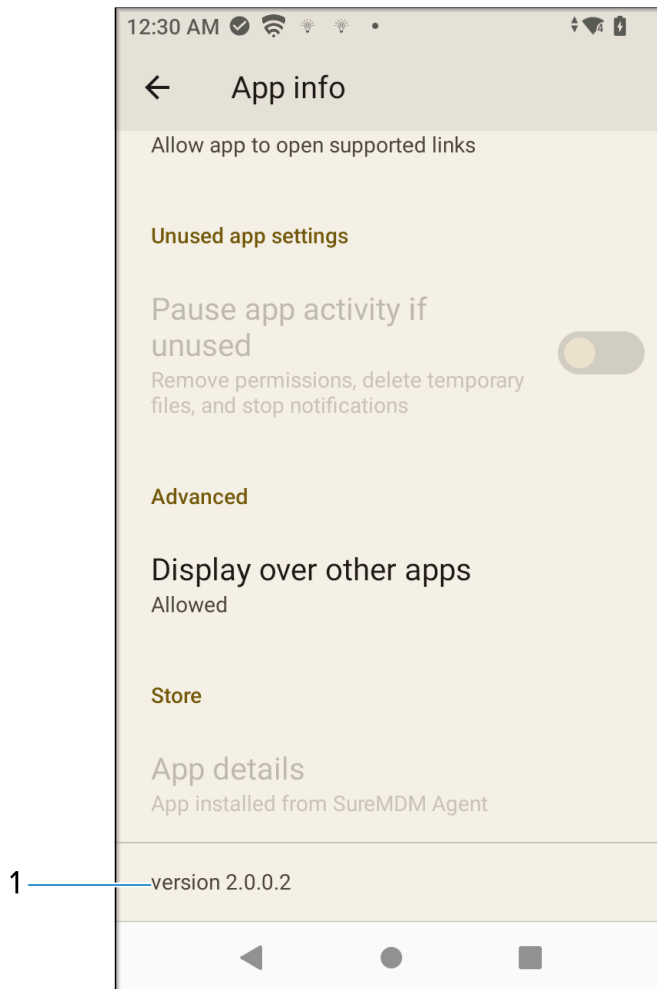 12:30 AM
App info
Allow app to open supported links
Unused app settings
Pause app activity if
unused
Remove permissions, delete temporary
files, and stop notifications
Advanced
Display over other apps
Allowed
Store
App details
App installed from SureMDM Agent
1
version 2.0.0.2